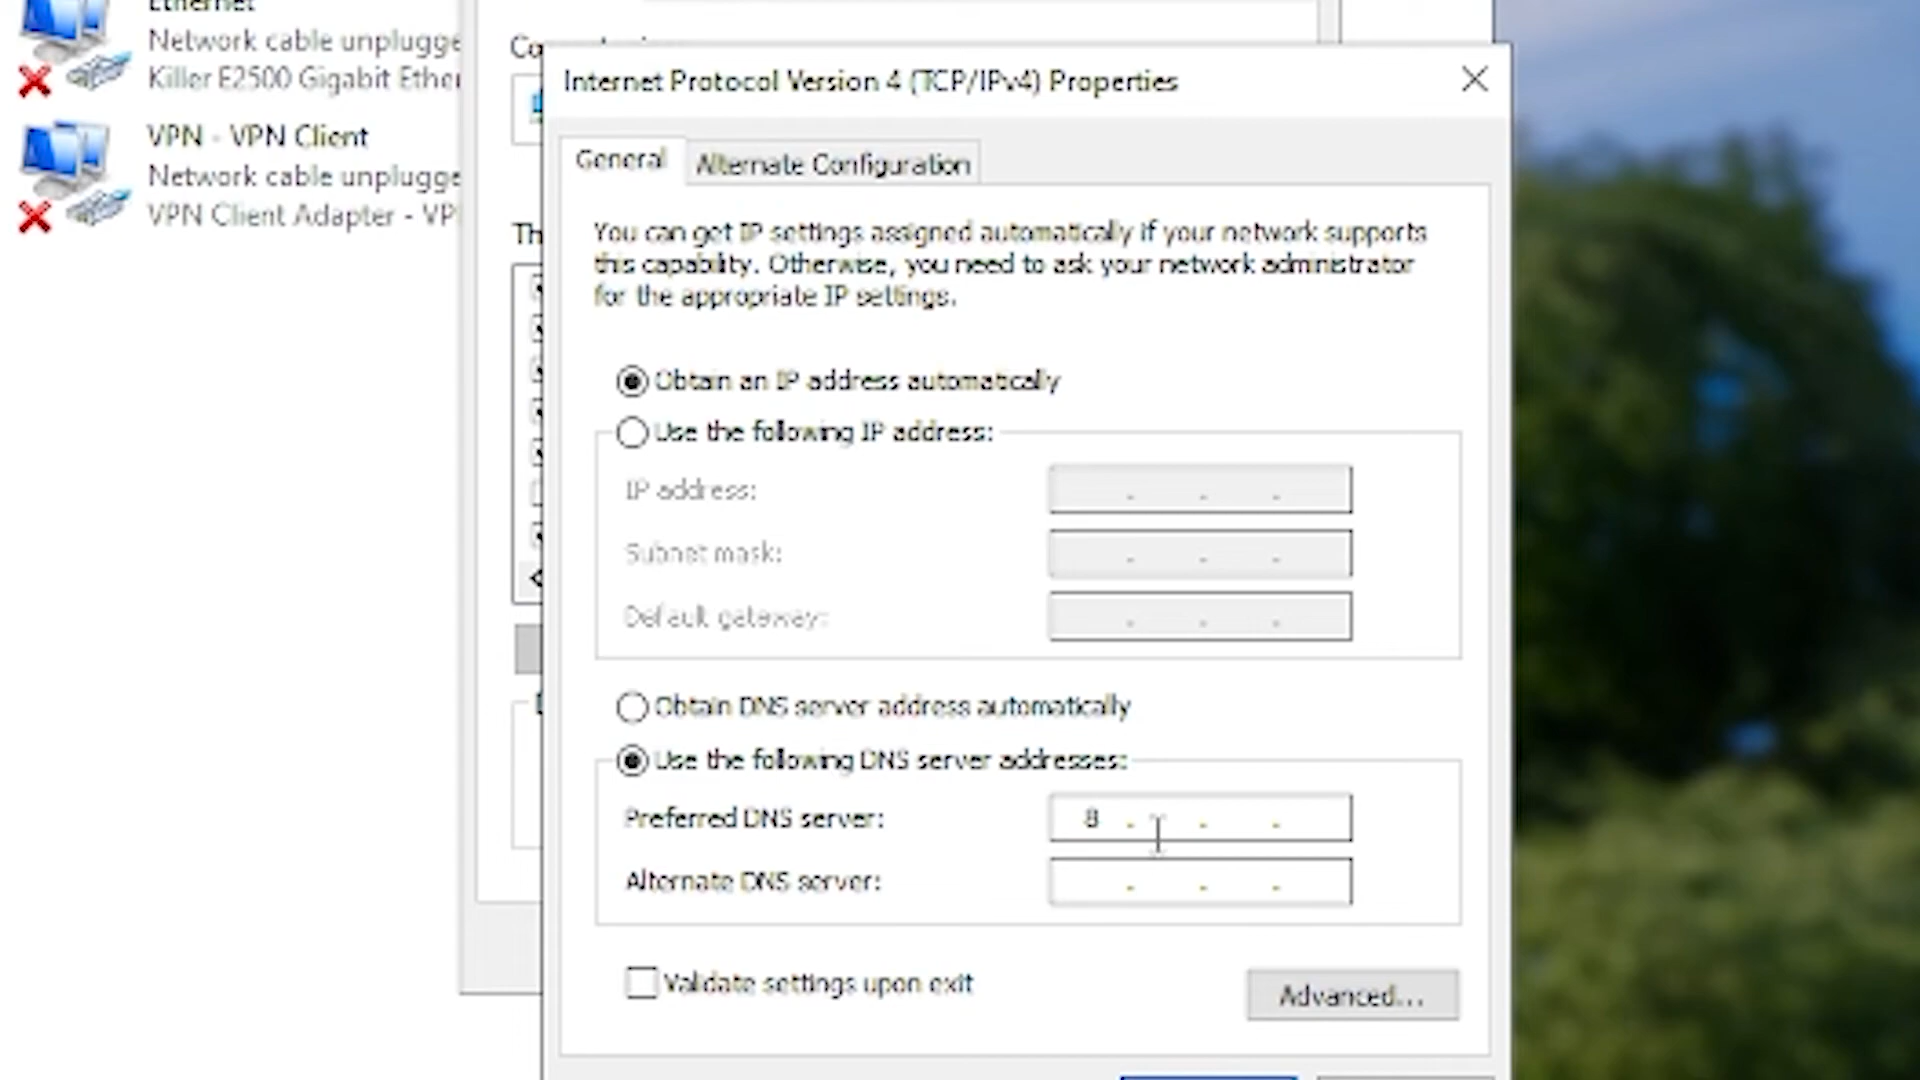 Ethernet
Network cable unplugge
Killer E2500 Gigabit Ether
VPN - VPN Client
Network cable unplugge
VPN Client Adapter - VP
Th
Internet Protocol Version 4 (TCP/IPv4) Properties
General
Alternate Configuration
You can get IP settings assigned automatically if your network supports
this capability. Otherwise, you need to ask your network administrator
for the appropriate IP settings.
Obtain an IP address automatically
Use the following IP address:
IP address: . . .
Subnet mask: . . .
Default gateway: . . .
Obtain DNS server address automatically
Use the following DNS server addresses:
Preferred DNS server: 8 . . .
Alternate DNS server: . . .
Validate settings upon exit
Advanced...